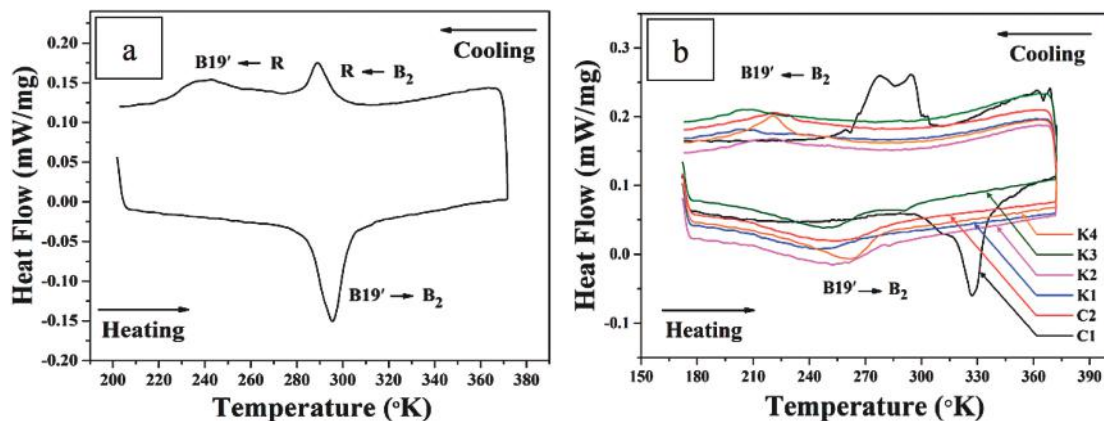 a
Cooling
B19′ ← R
R ← B₂
B19′ → B₂
Heating
0.20
0.15
0.10
0.05
0.00
-0.05
-0.10
-0.15
-0.20
Heat Flow (mW/mg)
200 220 240 260 280 300 320 340 360 380
Temperature (°K)
b
Cooling
B19′ ← B₂
B19′ → B₂
Heating
K4
K3
K2
K1
C2
C1
0.3
0.2
0.1
0.0
-0.1
Heat Flow (mW/mg)
150 180 210 240 270 300 330 360 390
Temperature (°K)